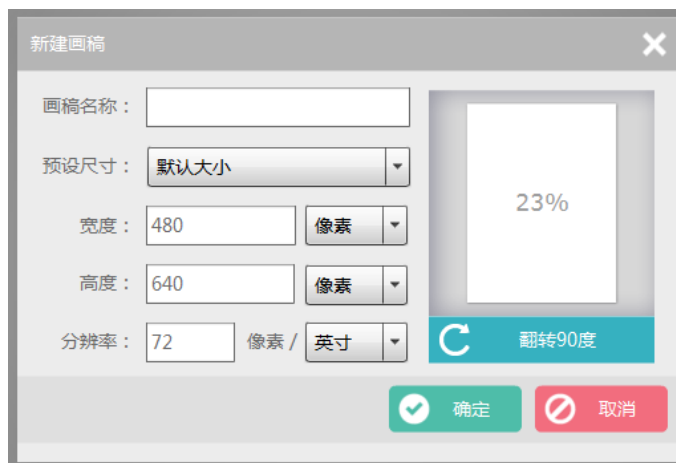 新建画稿
画稿名称：
预设尺寸： 默认大小
23%
宽度： 480 像素
高度： 640 像素
分辨率： 72 像素 / 英寸
翻转90度
确定 取消